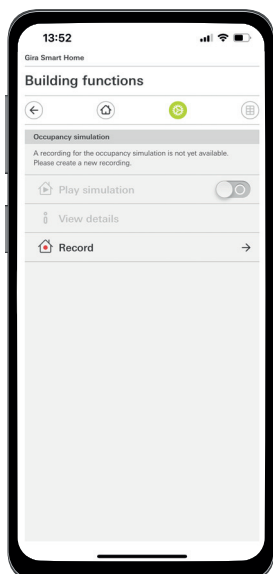 13:52
Gira Smart Home
Building functions
Occupancy simulation
A recording for the occupancy simulation is not yet available.
Please create a new recording.
Play simulation
View details
Record